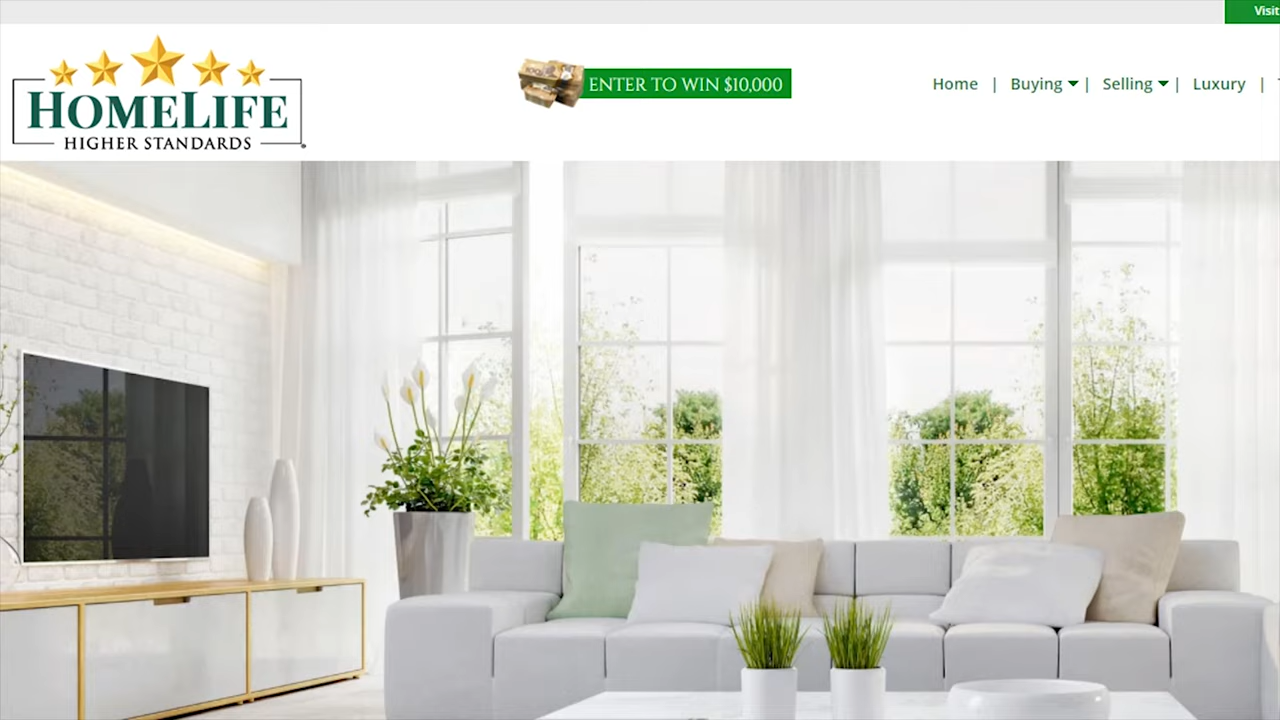 Visit
HOMELIFE
HIGHER STANDARDS
ENTER TO WIN $10,000
Home | Buying | Selling | Luxury |